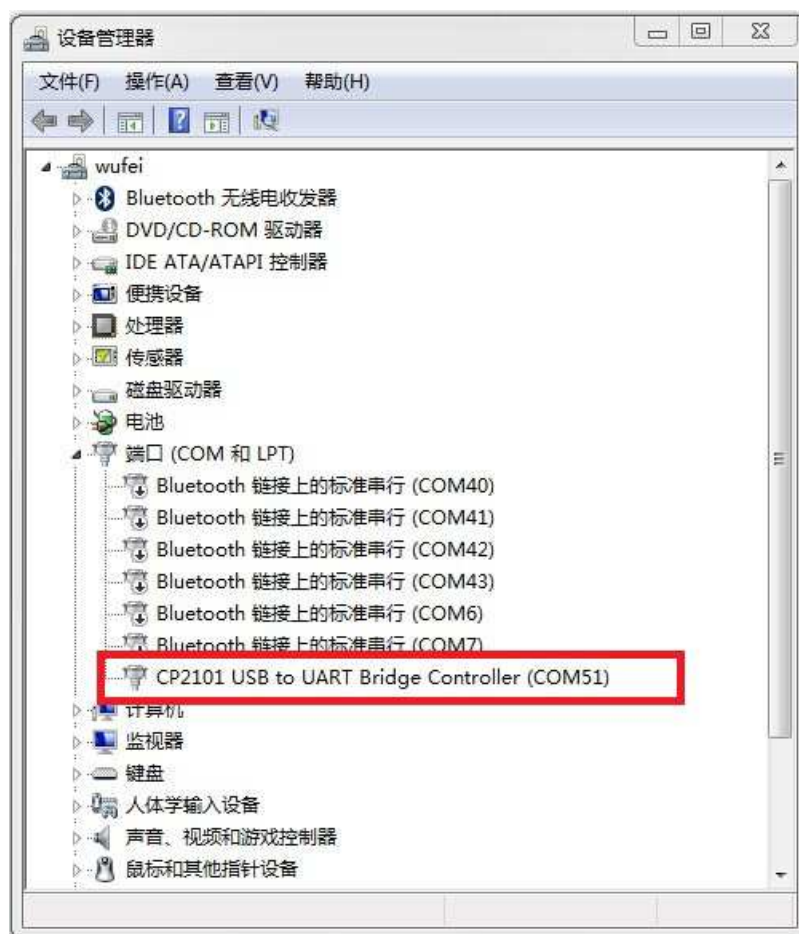 设备管理器
文件(F) 操作(A) 查看(V) 帮助(H)
wufei
Bluetooth 无线电收发器
DVD/CD-ROM 驱动器
IDE ATA/ATAPI 控制器
便携设备
处理器
传感器
磁盘驱动器
电池
端口 (COM 和 LPT)
Bluetooth 链接上的标准串行 (COM40)
Bluetooth 链接上的标准串行 (COM41)
Bluetooth 链接上的标准串行 (COM42)
Bluetooth 链接上的标准串行 (COM43)
Bluetooth 链接上的标准串行 (COM6)
Bluetooth 链接上的标准串行 (COM7)
CP2101 USB to UART Bridge Controller (COM51)
计算机
监视器
键盘
人体学输入设备
声音、视频和游戏控制器
鼠标和其他指针设备